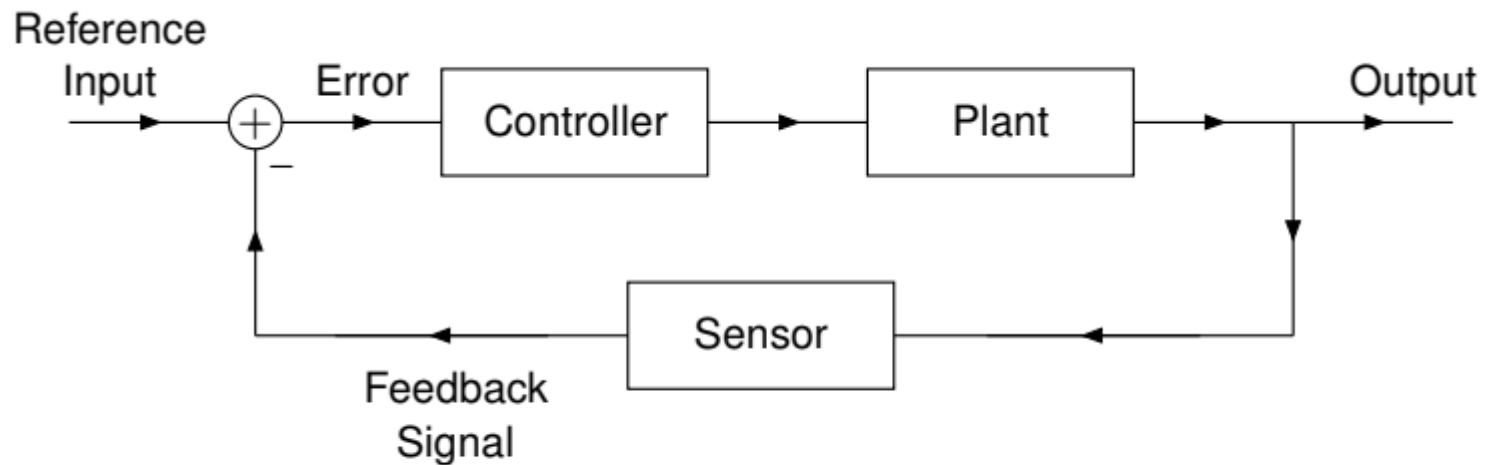 Reference
Input
Error
Controller
Plant
Output
+
−
Sensor
Feedback
Signal